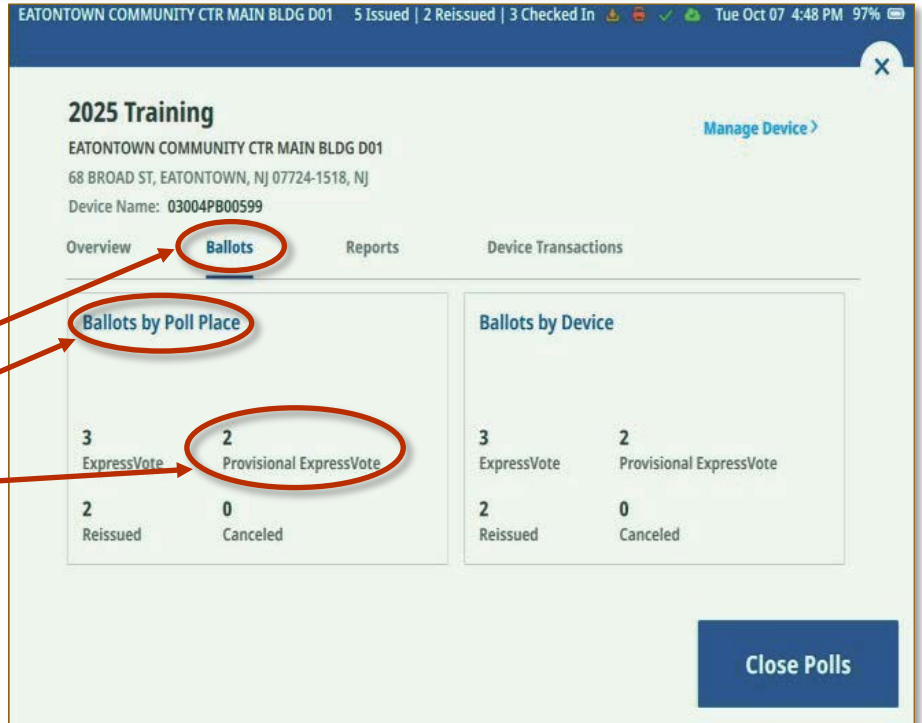 EATONTOWN COMMUNITY CTR MAIN BLDG D01 5 Issued | 2 Reissued | 3 Checked In Tue Oct 07 4:48 PM 97%
X
2025 Training
Manage Device >
EATONTOWN COMMUNITY CTR MAIN BLDG D01
68 BROAD ST, EATONTOWN, NJ 07724-1518, NJ
Device Name: 03004PB00599
Overview Ballots Reports Device Transactions
Ballots by Poll Place
3 2
ExpressVote Provisional ExpressVote
2 0
Reissued Canceled
Ballots by Device
3 2
ExpressVote Provisional ExpressVote
2 0
Reissued Canceled
Close Polls